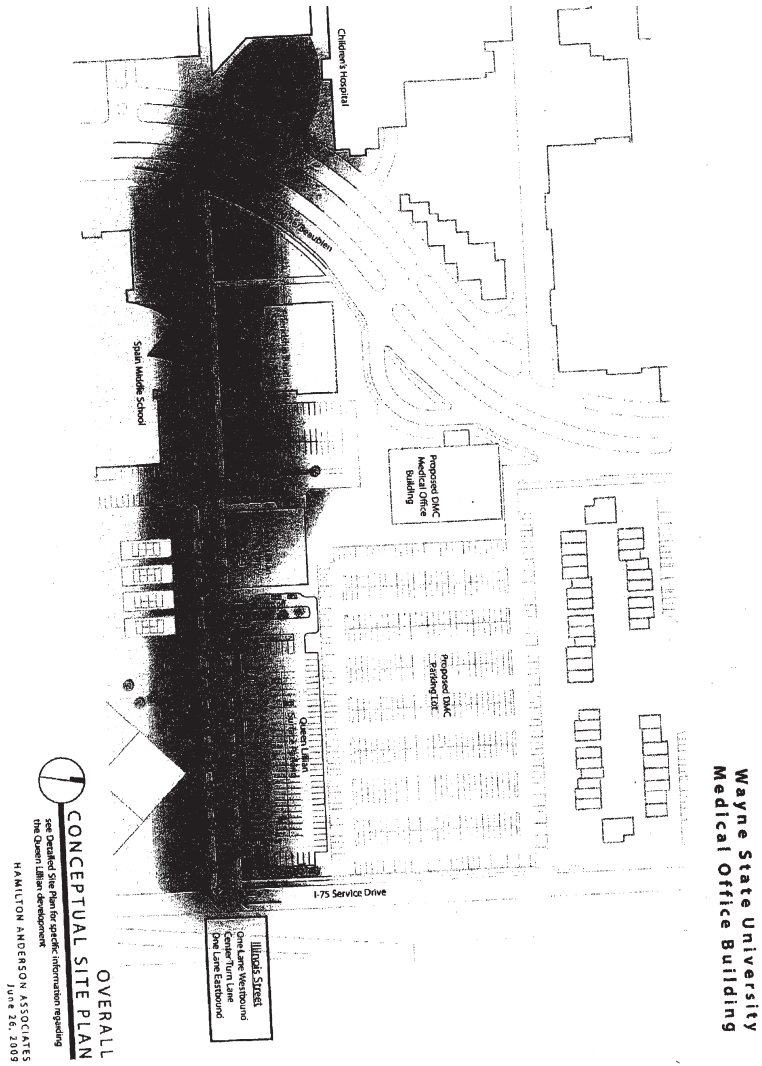 Wayne State University
Medical Office Building
Children's Hospital
Beaubien
Spain Middle School
Proposed DMC
Medical Office
Building
Proposed DMC
Parking Lot
Queen Lillian
I-75 Service Drive
Illinois Street
One Lane Westbound
Center Turn Lane
One Lane Eastbound
OVERALL
CONCEPTUAL SITE PLAN
see Detailed Site Plan for specific information regarding
the Queen Lillian development
HAMILTON ANDERSON ASSOCIATES
June 26, 2009